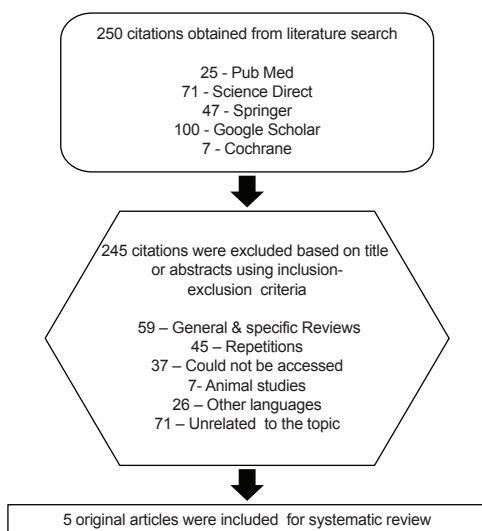 250 citations obtained from literature search
25 - Pub Med
71 - Science Direct
47 - Springer
100 - Google Scholar
7 - Cochrane
245 citations were excluded based on title
or abstracts using inclusion-
exclusion criteria
59 – General & specific Reviews
45 – Repetitions
37 – Could not be accessed
7- Animal studies
26 – Other languages
71 – Unrelated to the topic
5 original articles were included for systematic review